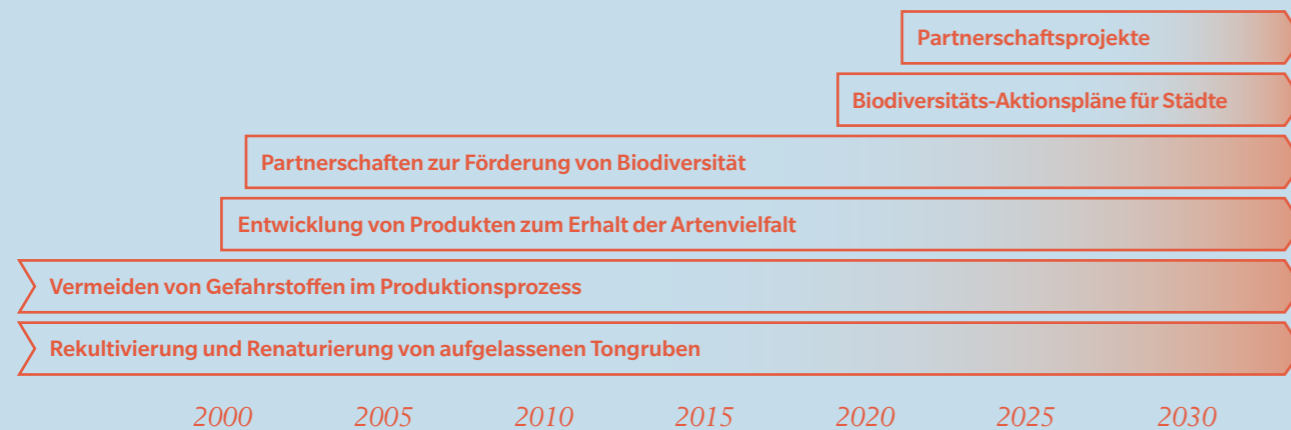 Partnerschaftsprojekte
Biodiversitäts-Aktionspläne für Städte
Partnerschaften zur Förderung von Biodiversität
Entwicklung von Produkten zum Erhalt der Artenvielfalt
Vermeiden von Gefahrstoffen im Produktionsprozess
Rekultivierung und Renaturierung von aufgelassenen Tongruben
2000 2005 2010 2015 2020 2025 2030